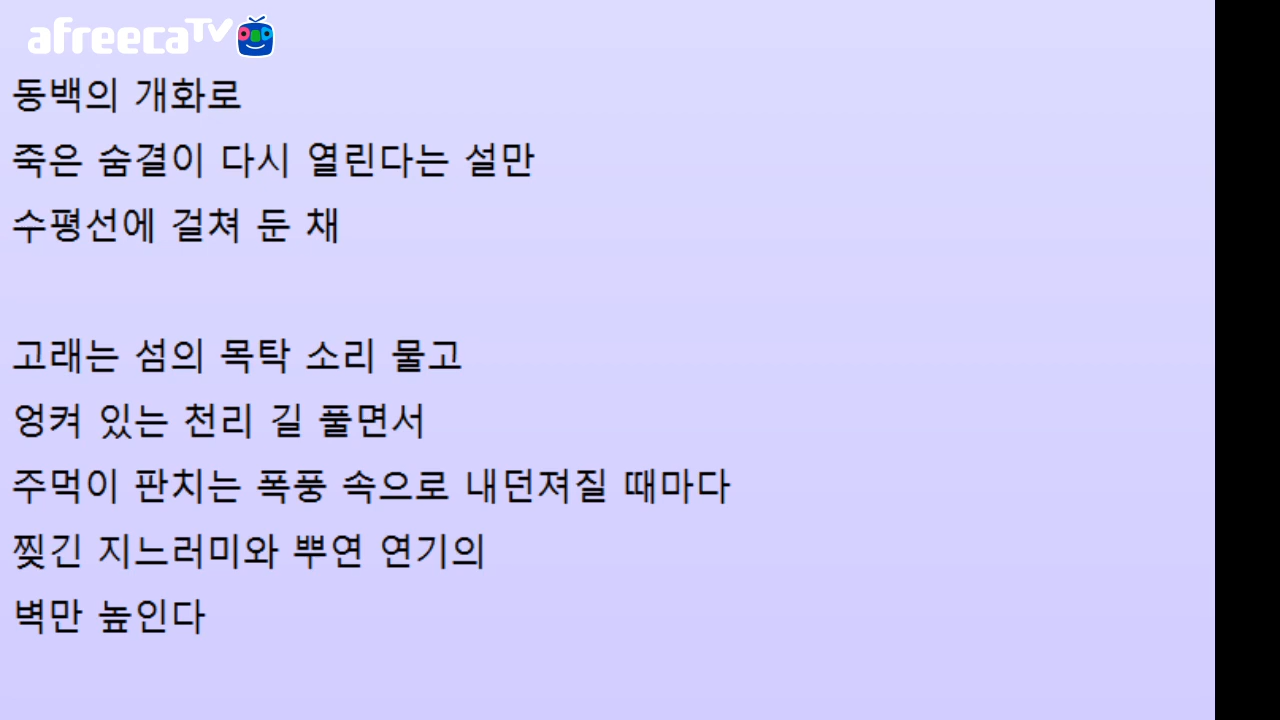 afreecaTV
동백의 개화로
죽은 숨결이 다시 열린다는 설만
수평선에 걸쳐 둔 채
고래는 섬의 목탁 소리 물고
엉켜 있는 천리 길 풀면서
주먹이 판치는 폭풍 속으로 내던져질 때마다
찢긴 지느러미와 뿌연 연기의
벽만 높인다